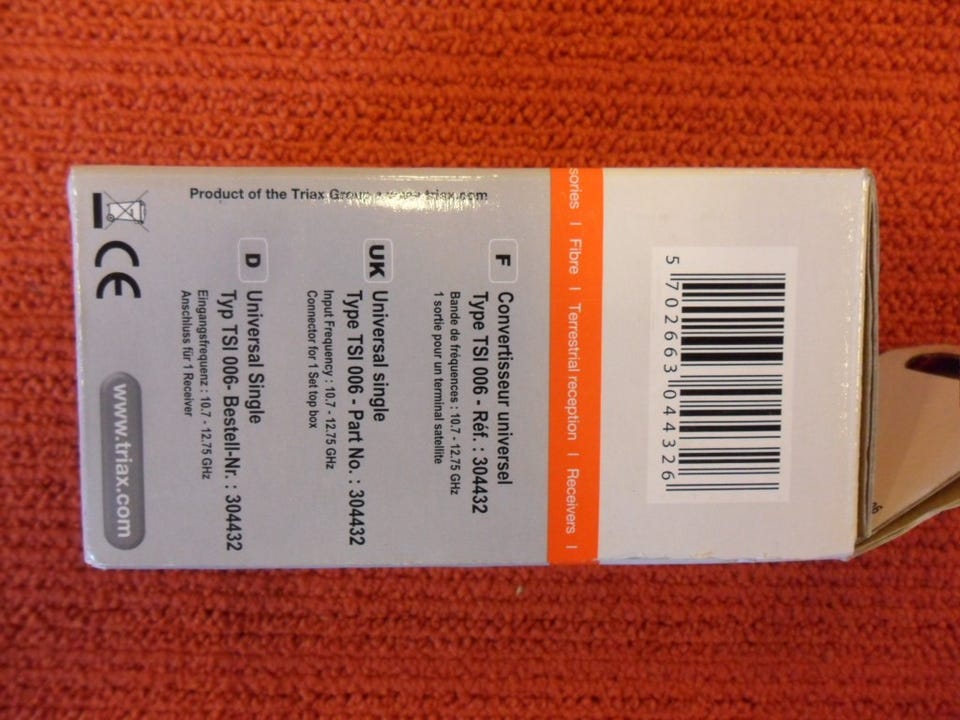 5 702663 044326
sories | Fibre | Terrestrial reception | Receivers |
F
Convertisseur universel
Type TSI 006 - Réf. : 304432
Bande de fréquences : 10.7 - 12.75 GHz
1 sortie pour un terminal satellite
UK
Universal single
Type TSI 006 - Part No. : 304432
Input Frequency : 10.7 - 12.75 GHz
Connector for 1 Set top box
D
Universal Single
Typ TSI 006- Bestell-Nr. : 304432
Eingangsfrequenz : 10.7 - 12.75 GHz
Anschluss für 1 Receiver
CE
www.triax.com
Product of the Triax Group • www.triax.com